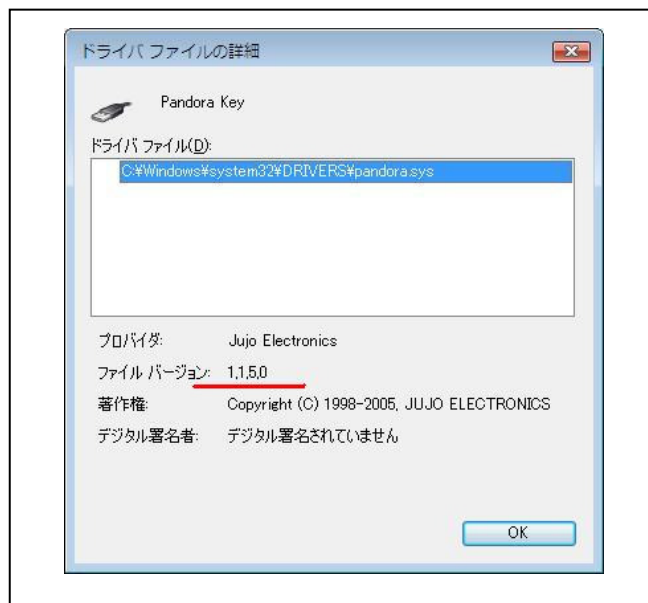 ドライバ ファイルの詳細
Pandora Key
ドライバ ファイル(D):
C:¥Windows¥system32¥DRIVERS¥pandora.sys
プロバイダ: Jujo Electronics
ファイル バージョン: 1,1,5,0
著作権: Copyright (C) 1998-2005, JUJO ELECTRONICS
デジタル署名者: デジタル署名されていません
OK